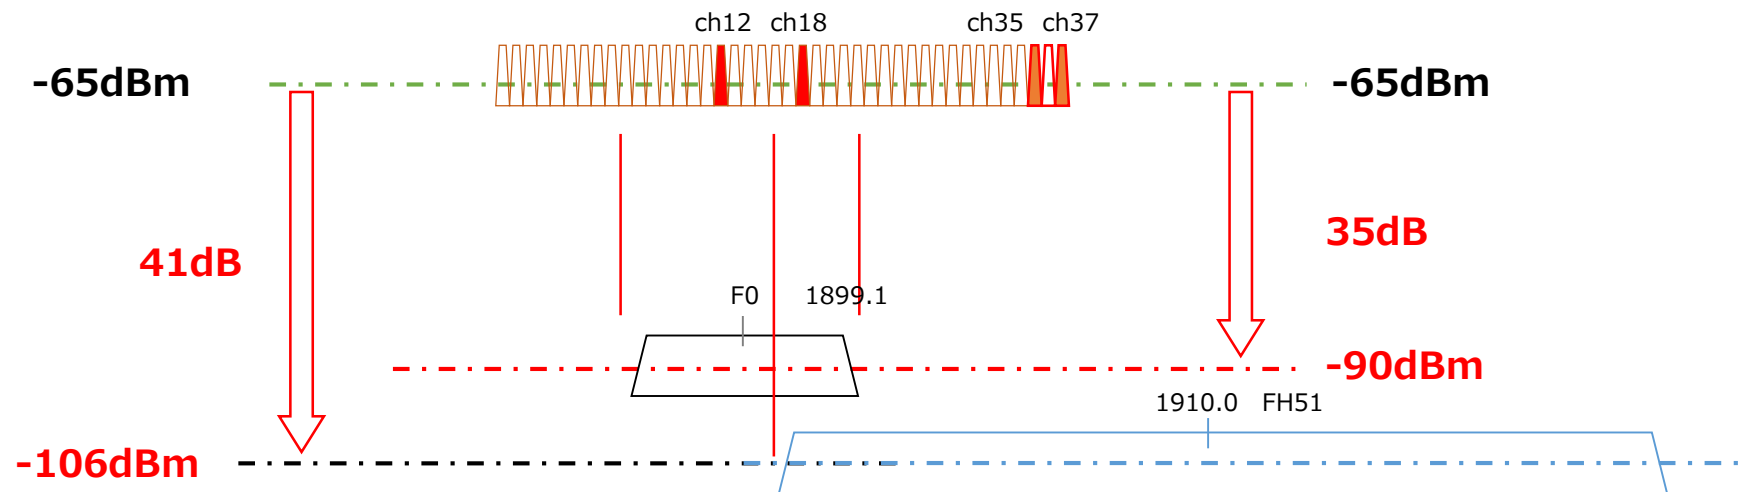 ch12 ch18 ch35 ch37
-65dBm -65dBm
35dB
41dB
F0 1899.1
-90dBm
1910.0 FH51
-106dBm